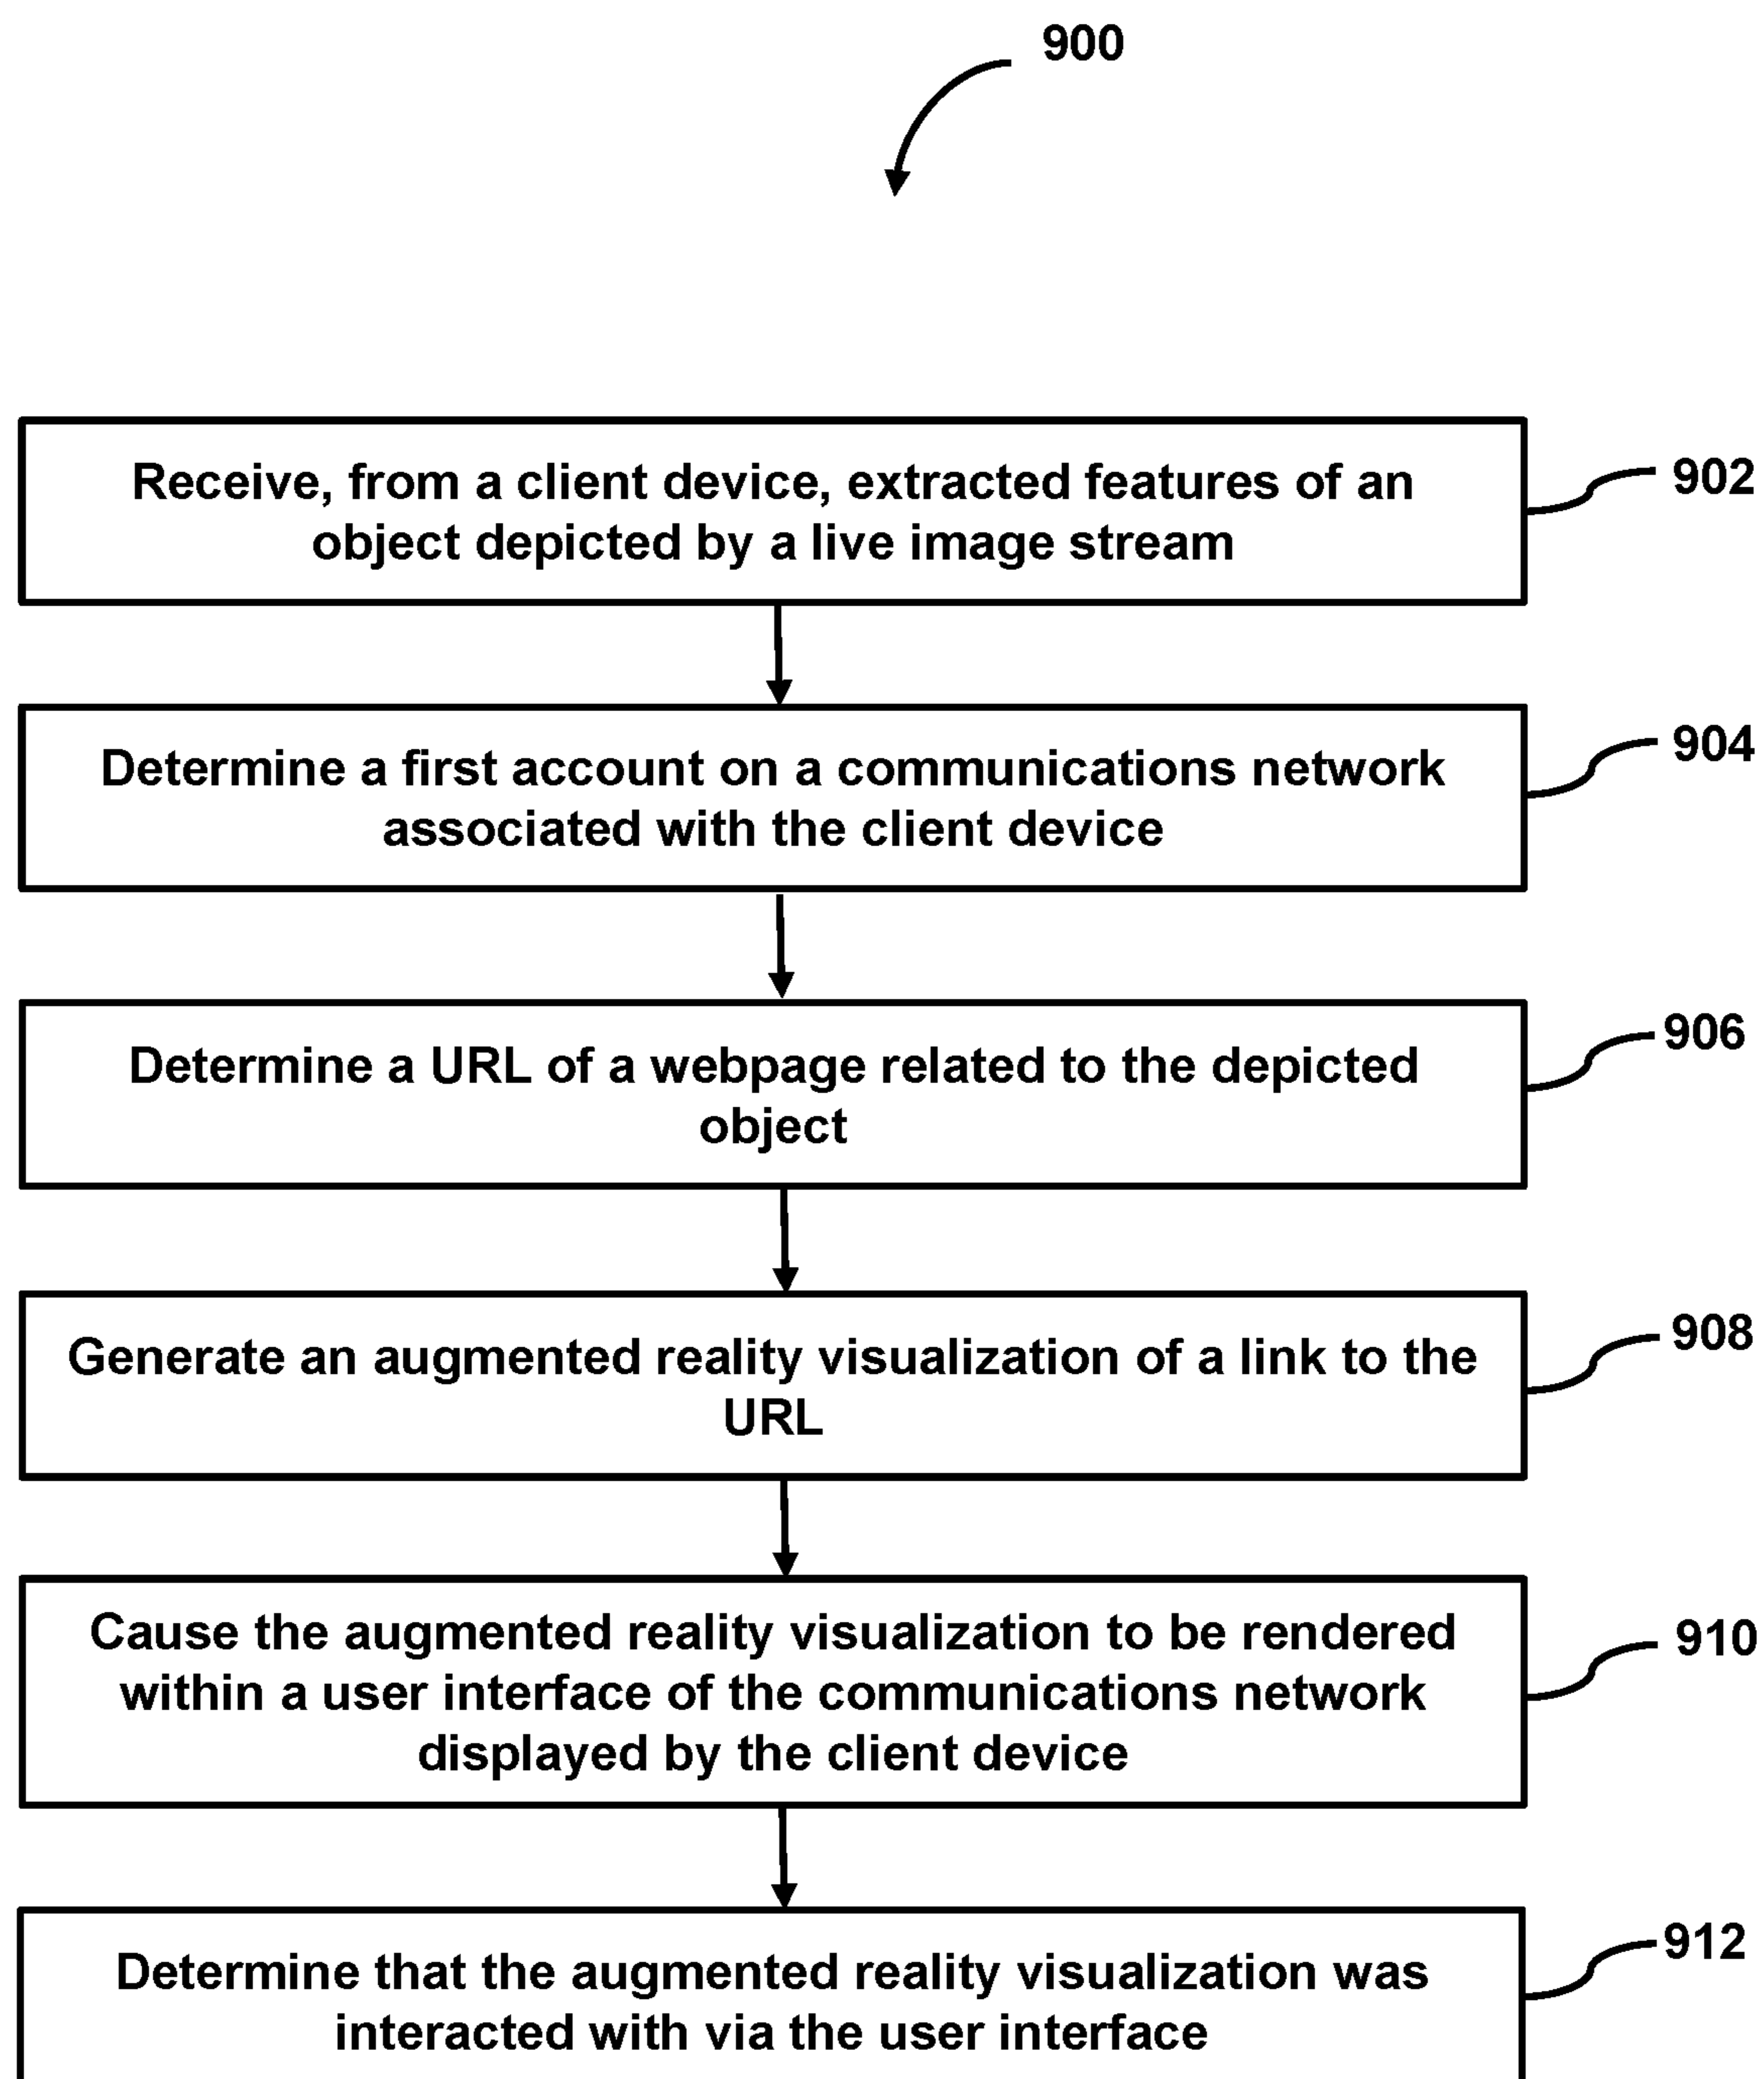 900
Receive, from a client device, extracted features of an
object depicted by a live image stream
902
Determine a first account on a communications network
associated with the client device
904
Determine a URL of a webpage related to the depicted
object
906
Generate an augmented reality visualization of a link to the
URL
908
Cause the augmented reality visualization to be rendered
within a user interface of the communications network
displayed by the client device
910
Determine that the augmented reality visualization was
interacted with via the user interface
912